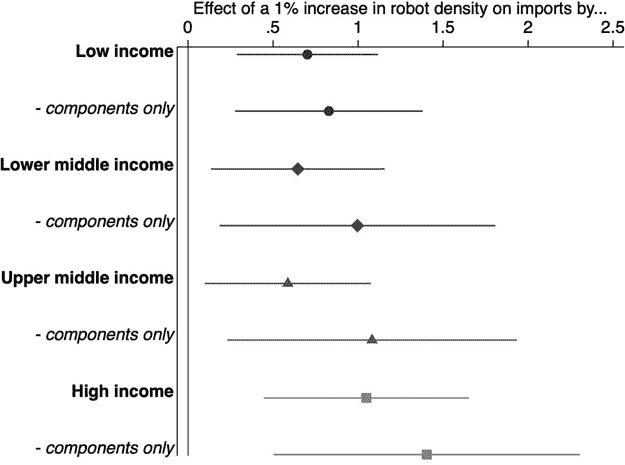 Effect of a 1% increase in robot density on imports by...
0 .5 1 1.5 2 2.5
Low income
- components only
Lower middle income
- components only
Upper middle income
- components only
High income
- components only